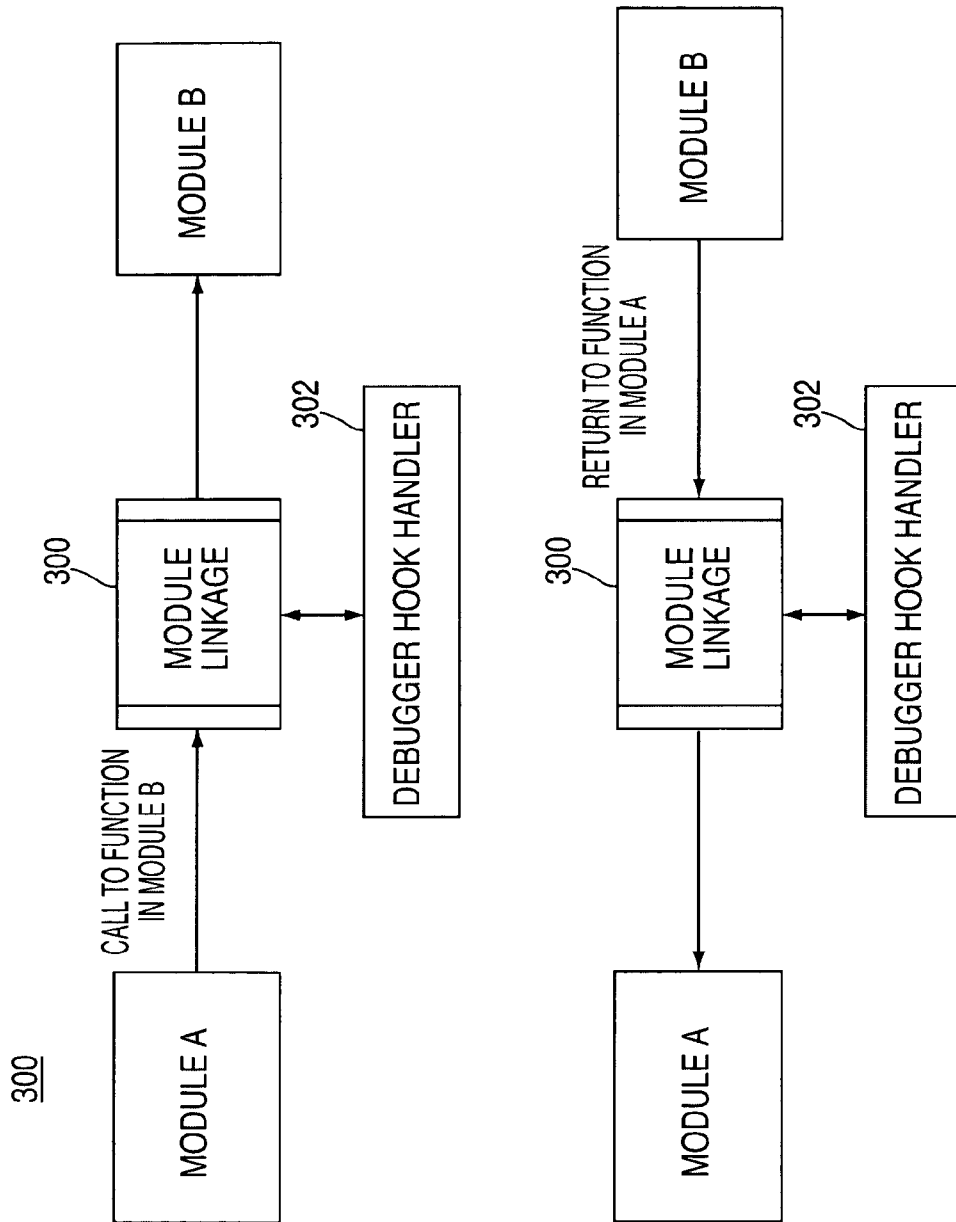 300
MODULE A
CALL TO FUNCTION
IN MODULE B
300
MODULE
LINKAGE
MODULE B
302
DEBUGGER HOOK HANDLER
MODULE A
300
MODULE
LINKAGE
RETURN TO FUNCTION
IN MODULE A
MODULE B
302
DEBUGGER HOOK HANDLER